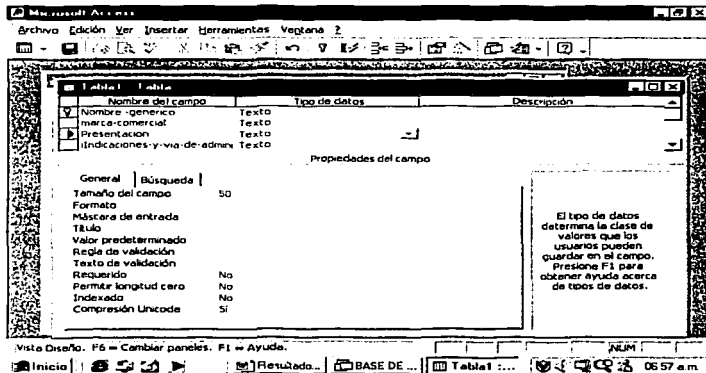 Microsoft Access
Archivo Edición Ver Insertar Herramientas Ventana ?
Tabla1 : Tabla
Nombre del campo Tipo de datos Descripción
Nombre -generico Texto
marca-comercial Texto
Presentacion Texto
iIndicaciones-y-via-de-admini Texto
Propiedades del campo
General Búsqueda
Tamaño del campo 50
Formato
Máscara de entrada
Título
Valor predeterminado
Regla de validación
Texto de validación
Requerido No
Permitir longitud cero No
Indexado No
Compresión Unicode Sí
El tipo de datos
determina la clase de
valores que los
usuarios pueden
guardar en el campo.
Presione F1 para
obtener ayuda acerca
de tipos de datos.
Vista Diseño. F6 = Cambiar paneles. F1 = Ayuda. NUM
Inicio Resultado... BASE DE ... Tabla1 :... 06:57 a.m.